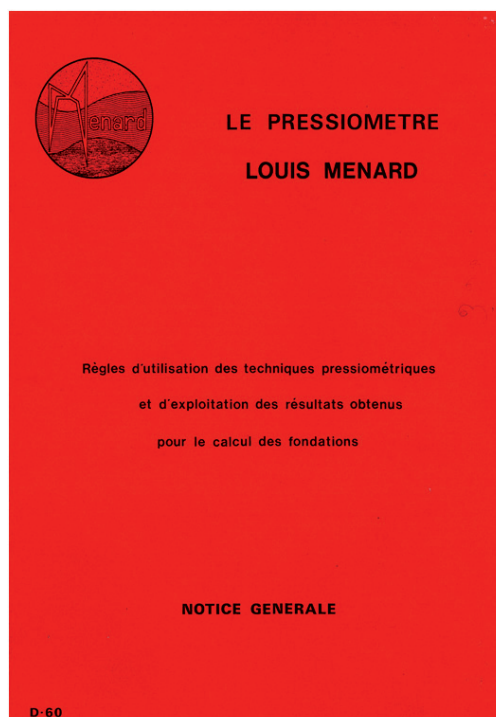 Menard
LE PRESSIOMETRE
LOUIS MENARD
Règles d'utilisation des techniques pressiométriques
et d'exploitation des résultats obtenus
pour le calcul des fondations
NOTICE GENERALE
D·60